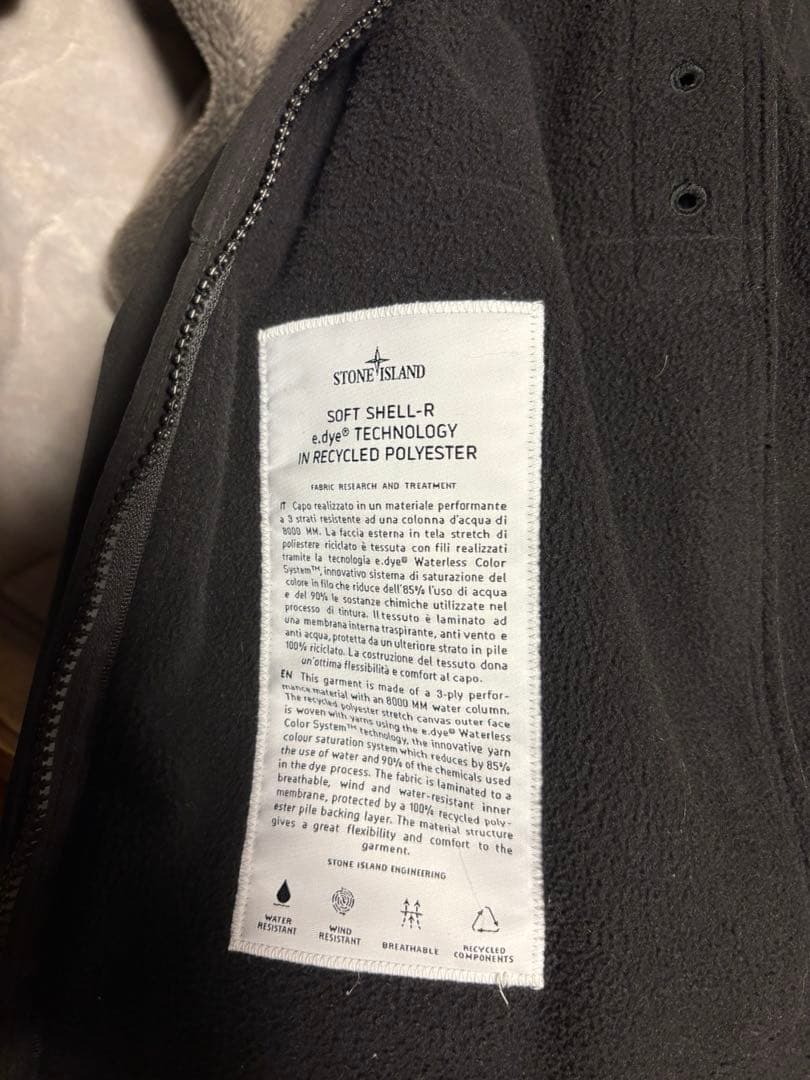 STONE ISLAND
SOFT SHELL-R
e.dye® TECHNOLOGY
IN RECYCLED POLYESTER
FABRIC RESEARCH AND TREATMENT
IT Capo realizzato in un materiale performante
a 3 strati resistente ad una colonna d'acqua di
8000 MM. La faccia esterna in tela stretch di
poliestere riciclato è tessuta con fili realizzati
tramite la tecnologia e.dye® Waterless Color
System™, innovativo sistema di saturazione del
colore in filo che riduce dell'85% l'uso di acqua
e del 90% le sostanze chimiche utilizzate nel
processo di tintura. Il tessuto è laminato ad
una membrana interna traspirante, anti vento e
anti acqua, protetta da un ulteriore strato in pile
100% riciclato. La costruzione del tessuto dona
un'ottima flessibilità e comfort al capo.
EN This garment is made of a 3-ply perfor-
mance material with an 8000 MM water column.
The recycled polyester stretch canvas outer face
is woven with yarns using the e.dye® Waterless
Color System™ technology, the innovative yarn
colour saturation system which reduces by 85%
the use of water and 90% of the chemicals used
in the dye process. The fabric is laminated to a
breathable, wind and water-resistant inner
membrane, protected by a 100% recycled poly-
ester pile backing layer. The material structure
gives a great flexibility and comfort to the
garment.
STONE ISLAND ENGINEERING
WATER
RESISTANT
WIND
RESISTANT
BREATHABLE
RECYCLED
COMPONENTS